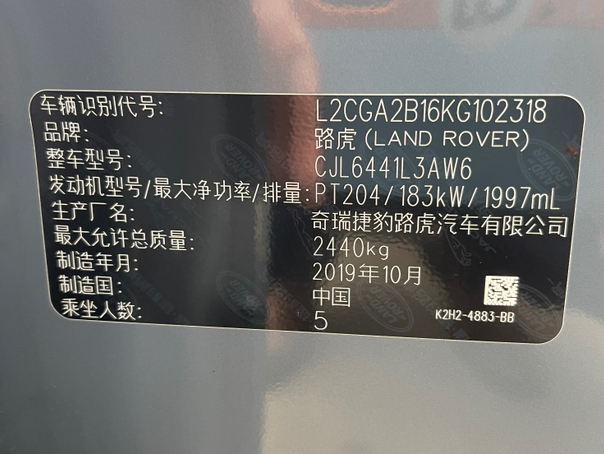 车辆识别代号: L2CGA2B16KG102318
品牌: 路虎(LAND ROVER)
整车型号: CJL6441L3AW6
发动机型号/最大净功率/排量: PT204/183kW/1997mL
生产厂名: 奇瑞捷豹路虎汽车有限公司
最大允许总质量: 2440kg
制造年月: 2019年10月
制造国: 中国
乘坐人数: 5
K2H2-4883-BB